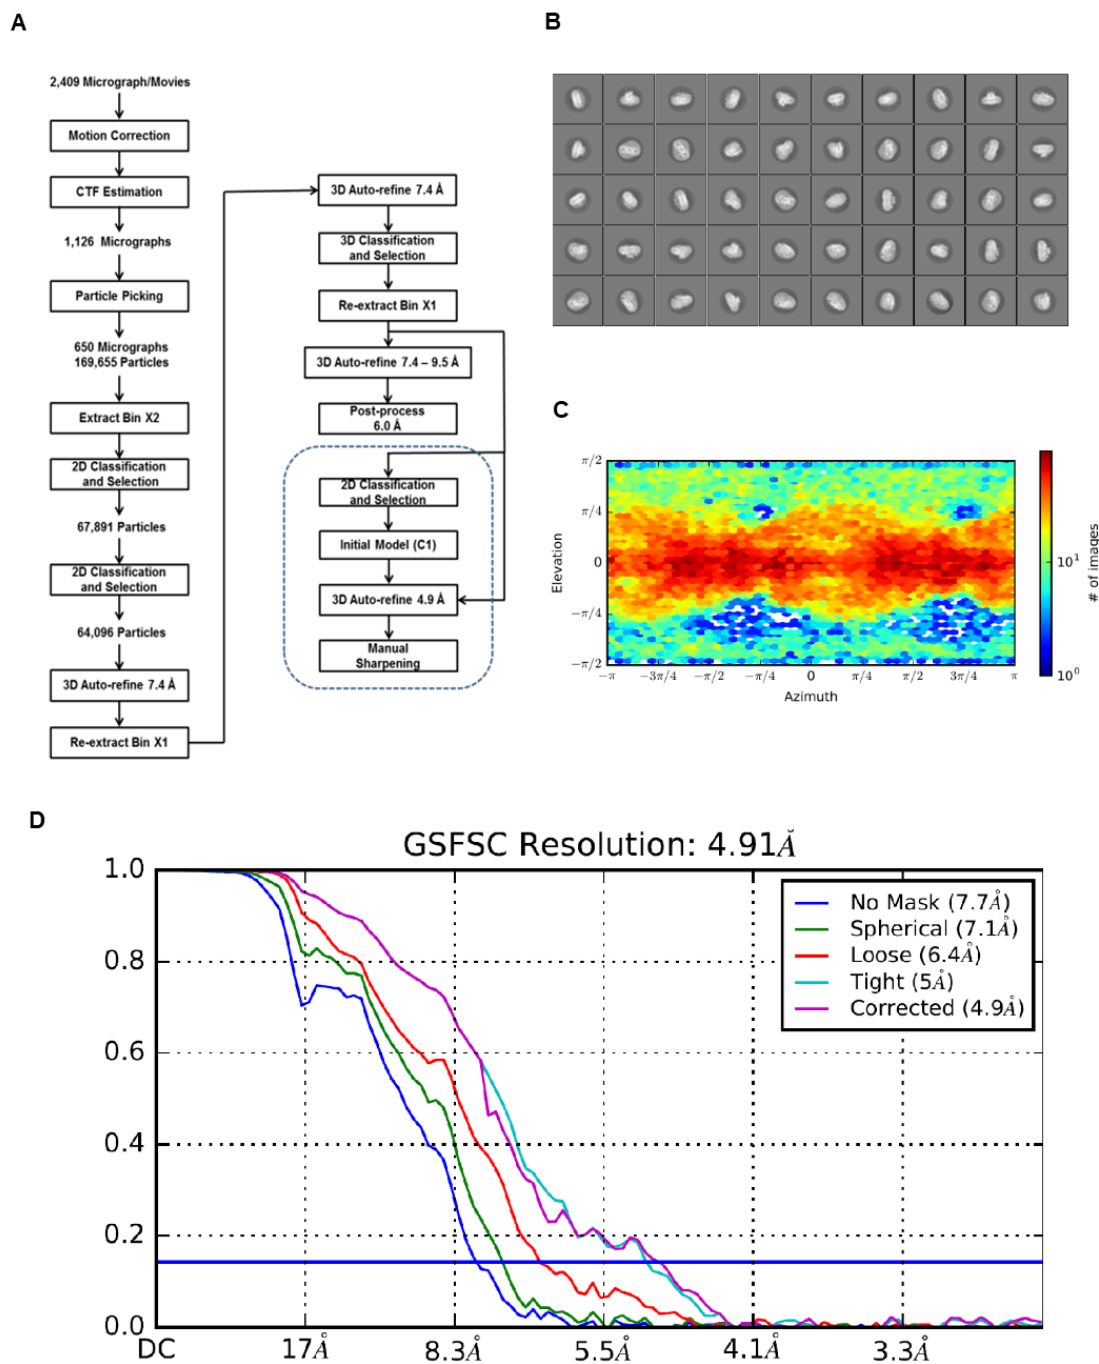 A
2,409 Micrograph/Movies
Motion Correction
CTF Estimation
1,126 Micrographs
Particle Picking
650 Micrographs
169,655 Particles
Extract Bin X2
2D Classification
and Selection
67,891 Particles
2D Classification
and Selection
64,096 Particles
3D Auto-refine 7.4 Å
Re-extract Bin X1
3D Auto-refine 7.4 Å
3D Classification
and Selection
Re-extract Bin X1
3D Auto-refine 7.4 – 9.5 Å
Post-process
6.0 Å
2D Classification
and Selection
Initial Model (C1)
3D Auto-refine 4.9 Å
Manual
Sharpening
B
C
π/2
π/4
0
−π/4
−π/2
Elevation
−π −3π/4 −π/2 −π/4 0 π/4 π/2 3π/4 π
Azimuth
10¹
10⁰
# of images
D
GSFSC Resolution: 4.91Å
1.0
0.8
0.6
0.4
0.2
0.0
No Mask (7.7Å)
Spherical (7.1Å)
Loose (6.4Å)
Tight (5Å)
Corrected (4.9Å)
DC 17Å 8.3Å 5.5Å 4.1Å 3.3Å